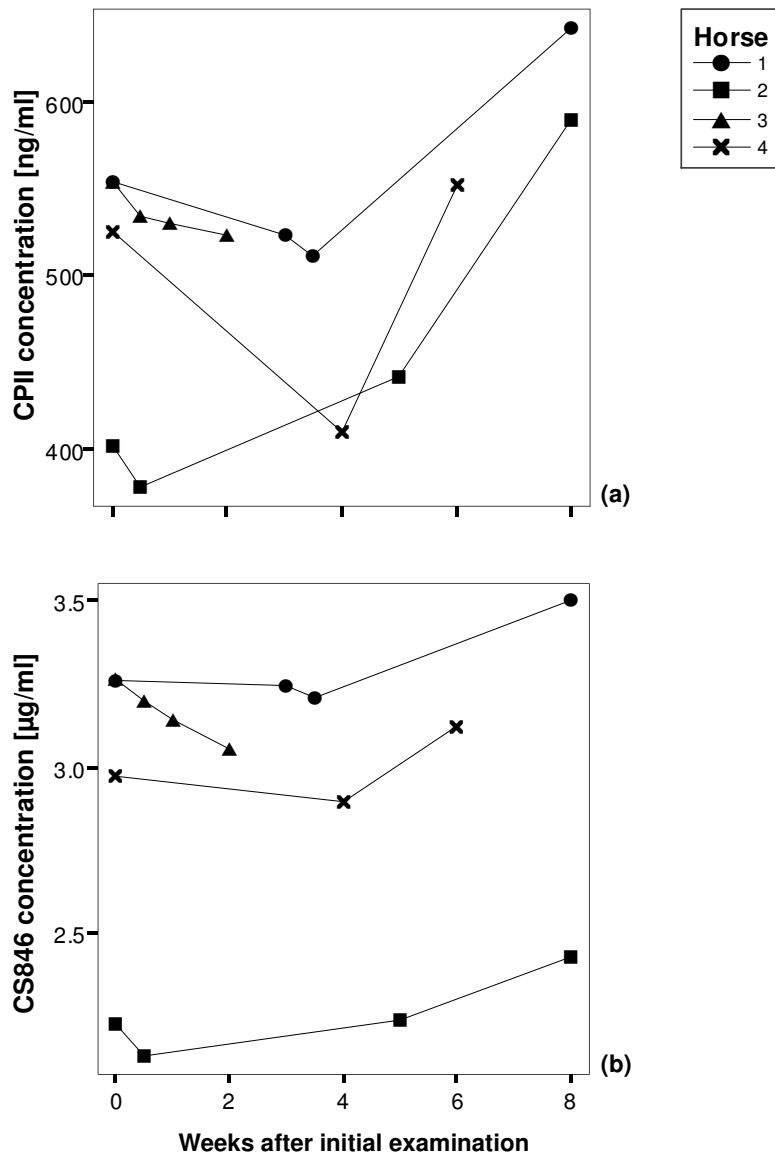 Horse
1
2
3
4
CPII concentration [ng/ml]
600
500
400
(a)
CS846 concentration [µg/ml]
3.5
3.0
2.5
(b)
0 2 4 6 8
Weeks after initial examination